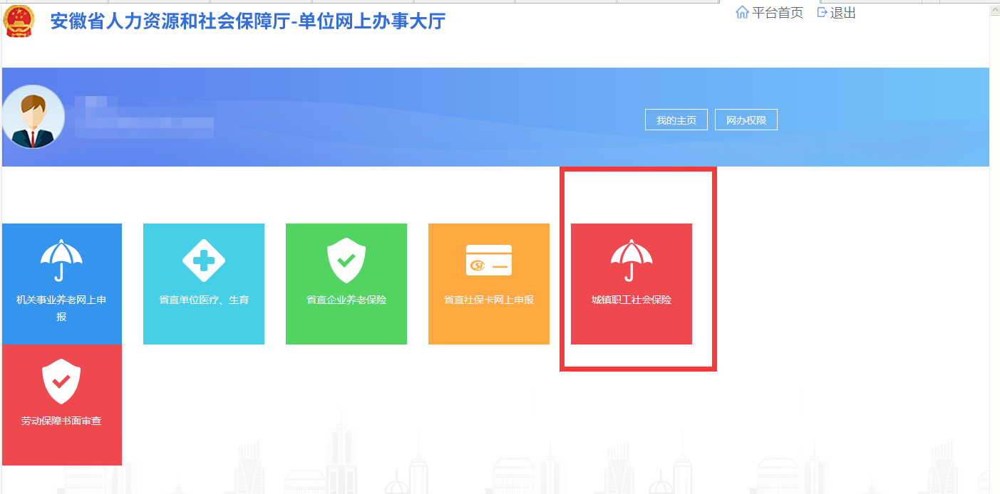 安徽省人力资源和社会保障厅-单位网上办事大厅
平台首页
退出
我的主页
网办权限
机关事业养老网上申
报
省直单位医疗、生育
省直企业养老保险
省直社保卡网上申报
城镇职工社会保险
劳动保障书面审查